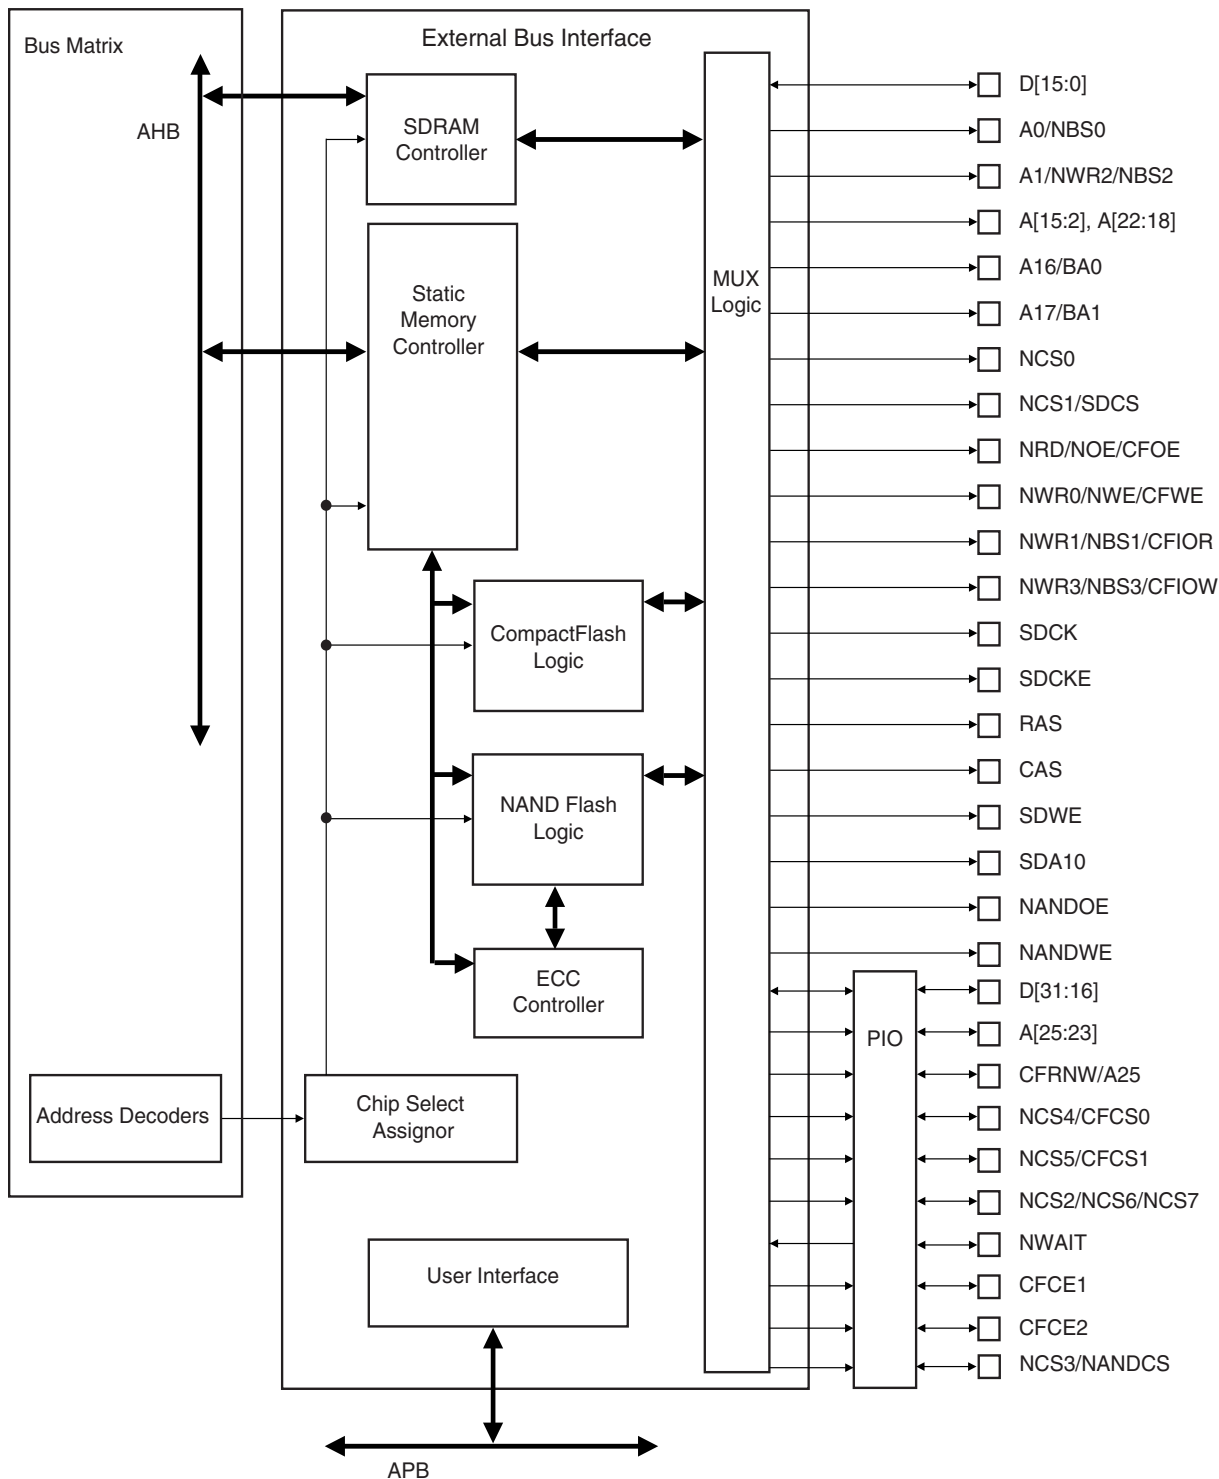 Bus Matrix
External Bus Interface
AHB
SDRAM
Controller
Static
Memory
Controller
MUX
Logic
CompactFlash
Logic
NAND Flash
Logic
ECC
Controller
Address Decoders
Chip Select
Assignor
User Interface
APB
PIO
D[15:0]
A0/NBS0
A1/NWR2/NBS2
A[15:2], A[22:18]
A16/BA0
A17/BA1
NCS0
NCS1/SDCS
NRD/NOE/CFOE
NWR0/NWE/CFWE
NWR1/NBS1/CFIOR
NWR3/NBS3/CFIOW
SDCK
SDCKE
RAS
CAS
SDWE
SDA10
NANDOE
NANDWE
D[31:16]
A[25:23]
CFRNW/A25
NCS4/CFCS0
NCS5/CFCS1
NCS2/NCS6/NCS7
NWAIT
CFCE1
CFCE2
NCS3/NANDCS